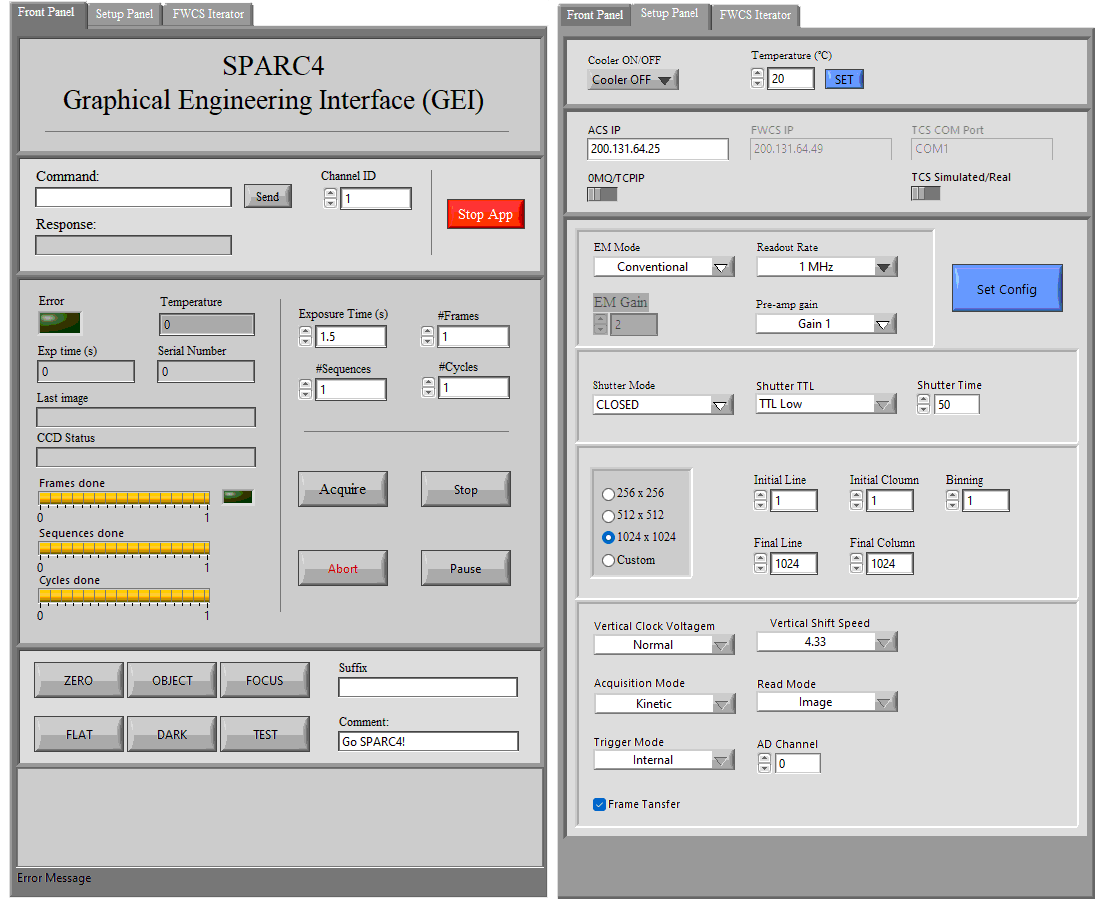 Front Panel
Setup Panel
FWCS Iterator
SPARC4
Graphical Engineering Interface (GEI)
Command:
Send
Channel ID
1
Stop App
Response:
Error
Temperature
0
Exp time (s)
0
Serial Number
0
Last image
CCD Status
Frames done
0 1
Sequences done
0 1
Cycles done
0 1
Exposure Time (s)
1.5
#Frames
1
#Sequences
1
#Cycles
1
Acquire
Stop
Abort
Pause
ZERO
OBJECT
FOCUS
FLAT
DARK
TEST
Suffix
Comment:
Go SPARC4!
Error Message
Front Panel
Setup Panel
FWCS Iterator
Cooler ON/OFF
Cooler OFF
Temperature (°C)
20
SET
ACS IP
200.131.64.25
FWCS IP
200.131.64.49
TCS COM Port
COM1
0MQ/TCPIP
TCS Simulated/Real
EM Mode
Conventional
Readout Rate
1 MHz
EM Gain
2
Pre-amp gain
Gain 1
Set Config
Shutter Mode
CLOSED
Shutter TTL
TTL Low
Shutter Time
50
256 x 256
512 x 512
1024 x 1024
Custom
Initial Line
1
Initial Cloumn
1
Binning
1
Final Line
1024
Final Column
1024
Vertical Clock Voltagem
Normal
Vertical Shift Speed
4.33
Acquisition Mode
Kinetic
Read Mode
Image
Trigger Mode
Internal
AD Channel
0
Frame Tansfer